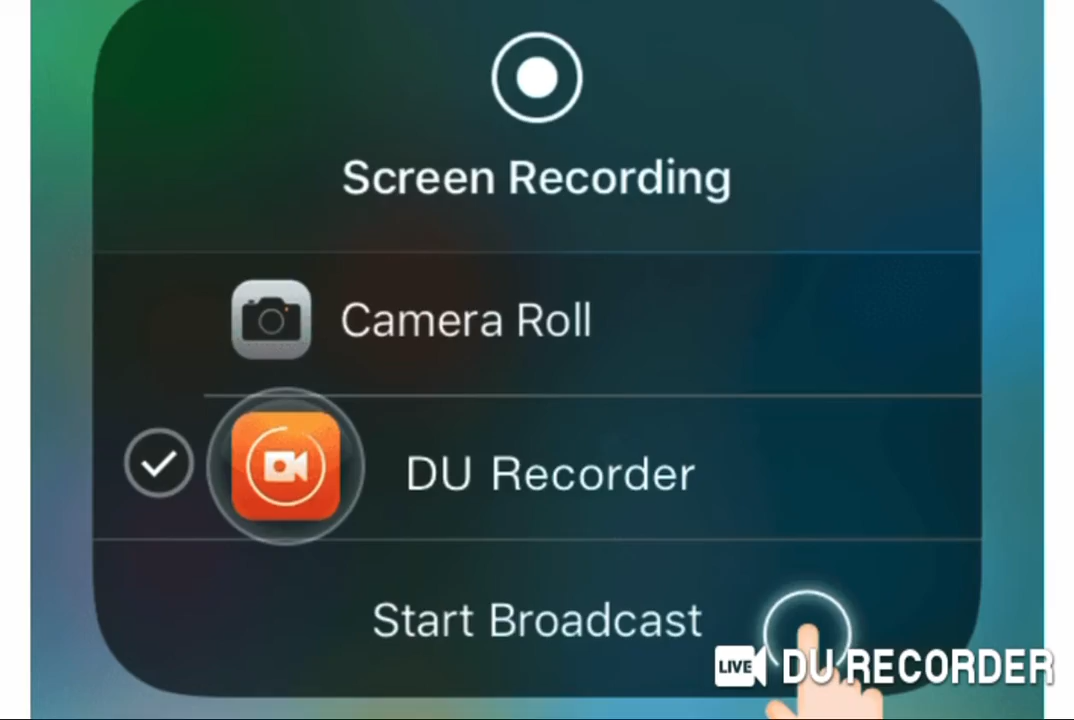 Screen Recording
Camera Roll
DU Recorder
Start Broadcast
LIVE DU RECORDER